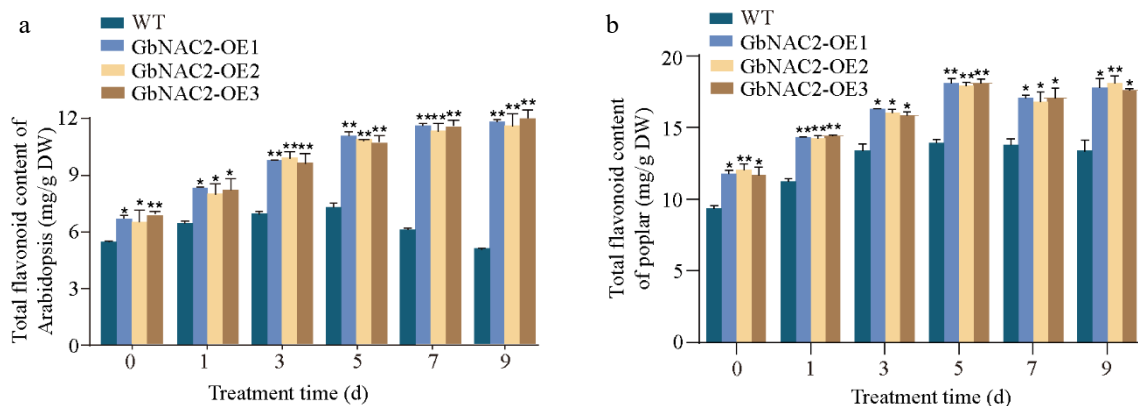 a
WT
GbNAC2-OE1
GbNAC2-OE2
GbNAC2-OE3
Total flavonoid content of
Arabidopsis (mg/g DW)
12
9
6
3
0
* * **
* * *
** ** **
** ** **
** ** **
** ** **
0 1 3 5 7 9
Treatment time (d)
b
WT
GbNAC2-OE1
GbNAC2-OE2
GbNAC2-OE3
Total flavonoid content
of poplar (mg/g DW)
20
15
10
5
0
* ** *
** ** **
* * *
** ** **
* * *
* ** *
0 1 3 5 7 9
Treatment time (d)